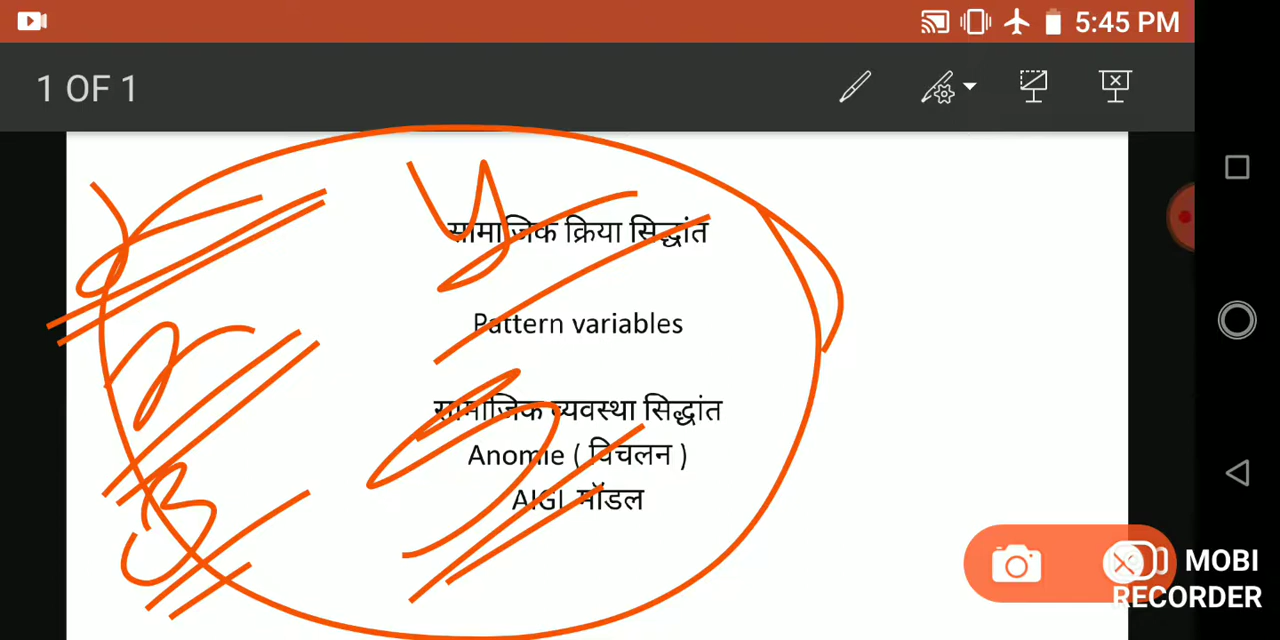 5:45 PM
1 OF 1
सामाजिक क्रिया सिद्धांत
Pattern variables
सामाजिक व्यवस्था सिद्धांत
Anomie ( विचलन )
AIGL मॉडल
MOBI
RECORDER